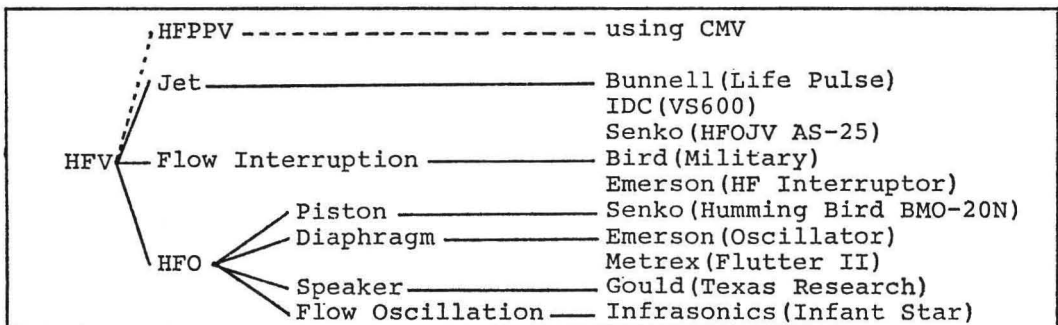 HFPPV using CMV
Jet Bunnell(Life Pulse)
IDC(VS600)
Senko(HFOJV AS-25)
HFV Flow Interruption Bird(Military)
Emerson(HF Interruptor)
Piston Senko(Humming Bird BMO-20N)
Diaphragm Emerson(Oscillator)
HFO Metrex(Flutter II)
Speaker Gould(Texas Research)
Flow Oscillation Infrasonics(Infant Star)